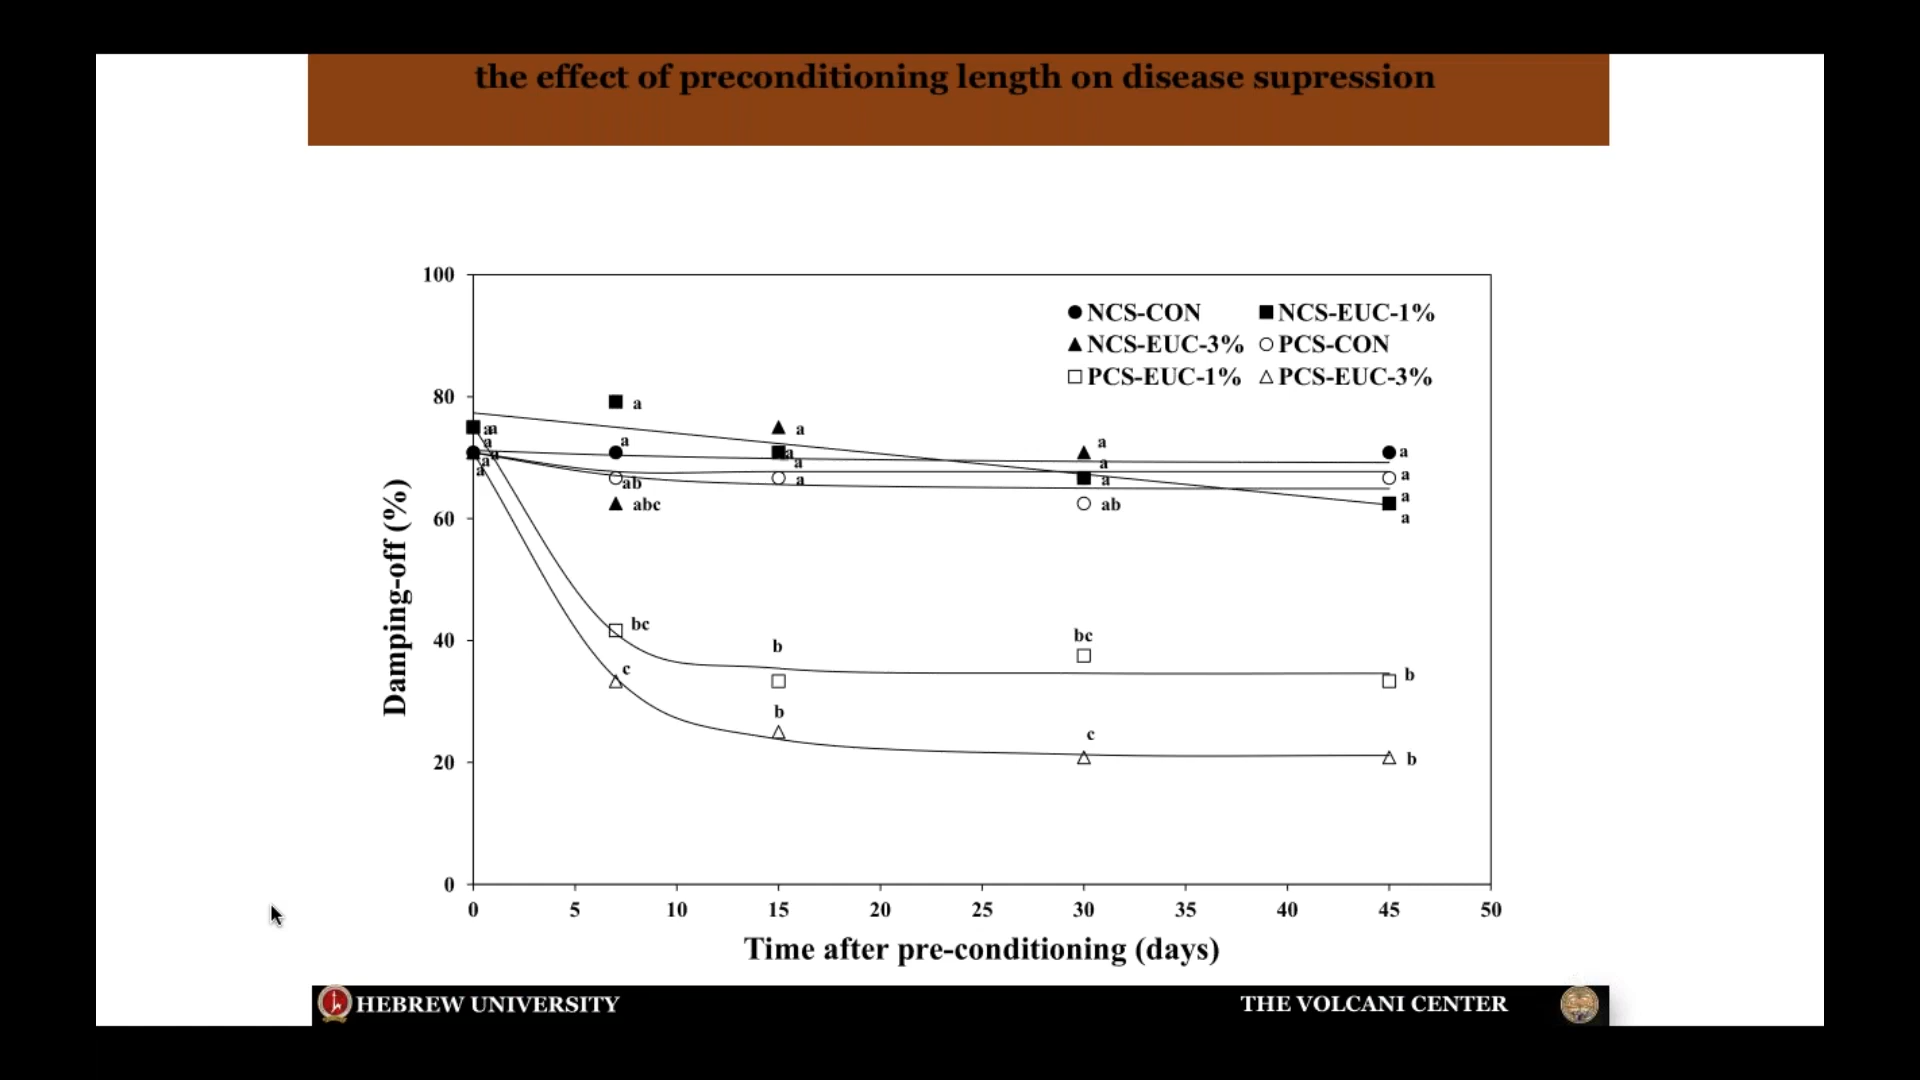 the effect of preconditioning length on disease supression
100
80
60
40
20
0
Damping-off (%)
NCS-CON NCS-EUC-1%
NCS-EUC-3% PCS-CON
PCS-EUC-1% PCS-EUC-3%
a a
a
a
a
a
a
a
ab
abc
bc
c
a
a
a
a
b
b
a
a
a
ab
bc
c
a
a
a
a
b
b
0 5 10 15 20 25 30 35 40 45 50
Time after pre-conditioning (days)
HEBREW UNIVERSITY THE VOLCANI CENTER